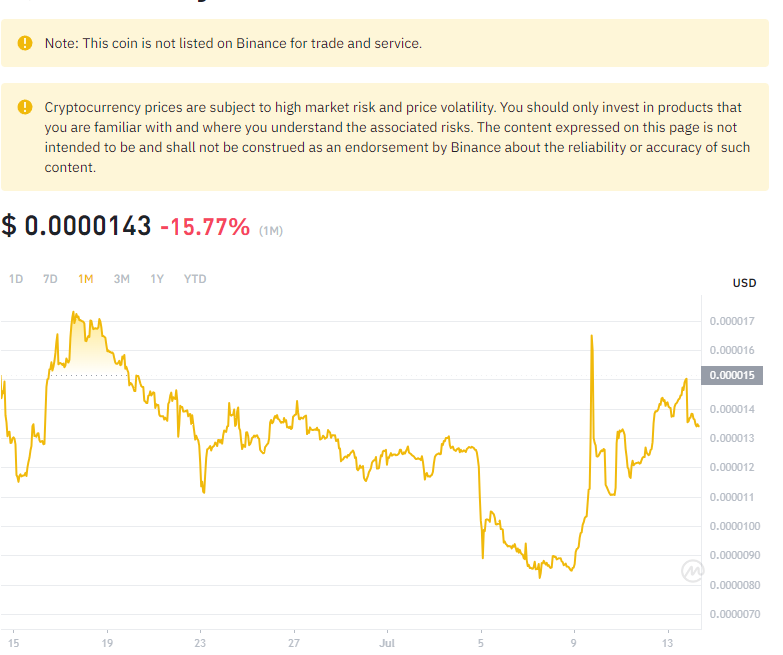 Note: This coin is not listed on Binance for trade and service.
Cryptocurrency prices are subject to high market risk and price volatility. You should only invest in products that
you are familiar with and where you understand the associated risks. The content expressed on this page is not
intended to be and shall not be construed as an endorsement by Binance about the reliability or accuracy of such
content.
$ 0.0000143 -15.77% (1M)
1D 7D 1M 3M 1Y YTD
USD
0.000017
0.000016
0.000015
0.000014
0.000013
0.000012
0.000011
0.0000100
0.0000090
0.0000080
0.0000070
15 19 23 27 Jul 5 9 13